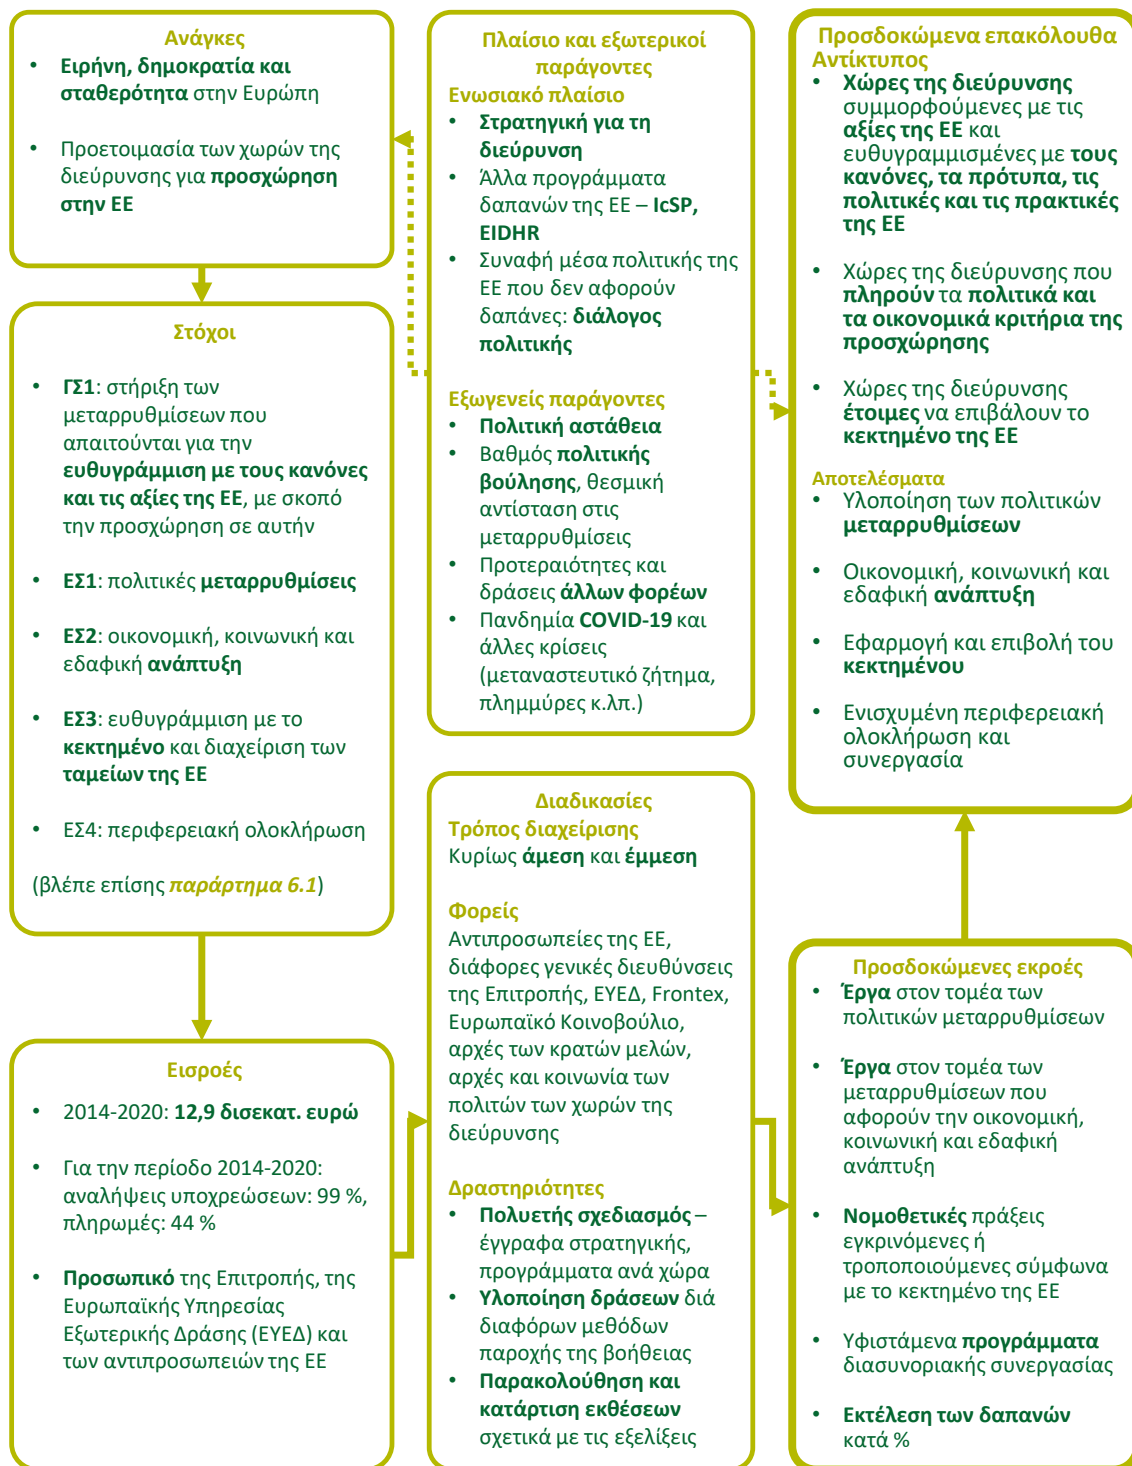 Ανάγκες
• Ειρήνη, δημοκρατία και
σταθερότητα στην Ευρώπη
• Προετοιμασία των χωρών της
διεύρυνσης για προσχώρηση
στην ΕΕ
Στόχοι
• ΓΣ1: στήριξη των
μεταρρυθμίσεων που
απαιτούνται για την
ευθυγράμμιση με τους κανόνες
και τις αξίες της ΕΕ, με σκοπό
την προσχώρηση σε αυτήν
• ΕΣ1: πολιτικές μεταρρυθμίσεις
• ΕΣ2: οικονομική, κοινωνική και
εδαφική ανάπτυξη
• ΕΣ3: ευθυγράμμιση με το
κεκτημένο και διαχείριση των
ταμείων της ΕΕ
• ΕΣ4: περιφερειακή ολοκλήρωση
(βλέπε επίσης παράρτημα 6.1)
Εισροές
• 2014-2020: 12,9 δισεκατ. ευρώ
• Για την περίοδο 2014-2020:
αναλήψεις υποχρεώσεων: 99 %,
πληρωμές: 44 %
• Προσωπικό της Επιτροπής, της
Ευρωπαϊκής Υπηρεσίας
Εξωτερικής Δράσης (ΕΥΕΔ) και
των αντιπροσωπειών της ΕΕ
Πλαίσιο και εξωτερικοί
παράγοντες
Ενωσιακό πλαίσιο
• Στρατηγική για τη
διεύρυνση
• Άλλα προγράμματα
δαπανών της ΕΕ – IcSP,
EIDHR
• Συναφή μέσα πολιτικής της
ΕΕ που δεν αφορούν
δαπάνες: διάλογος
πολιτικής
Εξωγενείς παράγοντες
• Πολιτική αστάθεια
• Βαθμός πολιτικής
βούλησης, θεσμική
αντίσταση στις
μεταρρυθμίσεις
• Προτεραιότητες και
δράσεις άλλων φορέων
• Πανδημία COVID-19 και
άλλες κρίσεις
(μεταναστευτικό ζήτημα,
πλημμύρες κ.λπ.)
Διαδικασίες
Τρόπος διαχείρισης
Κυρίως άμεση και έμμεση
Φορείς
Αντιπροσωπείες της ΕΕ,
διάφορες γενικές διευθύνσεις
της Επιτροπής, ΕΥΕΔ, Frontex,
Ευρωπαϊκό Κοινοβούλιο,
αρχές των κρατών μελών,
αρχές και κοινωνία των
πολιτών των χωρών της
διεύρυνσης
Δραστηριότητες
• Πολυετής σχεδιασμός –
έγγραφα στρατηγικής,
προγράμματα ανά χώρα
• Υλοποίηση δράσεων διά
διαφόρων μεθόδων
παροχής της βοήθειας
• Παρακολούθηση και
κατάρτιση εκθέσεων
σχετικά με τις εξελίξεις
Προσδοκώμενα επακόλουθα
Αντίκτυπος
• Χώρες της διεύρυνσης
συμμορφούμενες με τις
αξίες της ΕΕ και
ευθυγραμμισμένες με τους
κανόνες, τα πρότυπα, τις
πολιτικές και τις πρακτικές
της ΕΕ
• Χώρες της διεύρυνσης που
πληρούν τα πολιτικά και
τα οικονομικά κριτήρια της
προσχώρησης
• Χώρες της διεύρυνσης
έτοιμες να επιβάλουν το
κεκτημένο της ΕΕ
Αποτελέσματα
• Υλοποίηση των πολιτικών
μεταρρυθμίσεων
• Οικονομική, κοινωνική και
εδαφική ανάπτυξη
• Εφαρμογή και επιβολή του
κεκτημένου
• Ενισχυμένη περιφερειακή
ολοκλήρωση και
συνεργασία
Προσδοκώμενες εκροές
• Έργα στον τομέα των
πολιτικών μεταρρυθμίσεων
• Έργα στον τομέα των
μεταρρυθμίσεων που
αφορούν την οικονομική,
κοινωνική και εδαφική
ανάπτυξη
• Νομοθετικές πράξεις
εγκρινόμενες ή
τροποποιούμενες σύμφωνα
με το κεκτημένο της ΕΕ
• Υφιστάμενα προγράμματα
διασυνοριακής συνεργασίας
• Εκτέλεση των δαπανών
κατά %